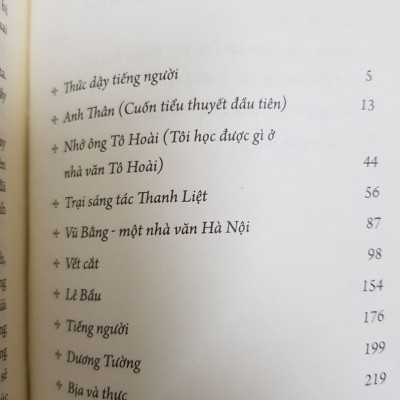 Thức dậy tiếng người 5
Anh Thân (Cuốn tiểu thuyết đầu tiên) 13
Nhớ ông Tô Hoài (Tôi học được gì ở
nhà văn Tô Hoài) 44
Trại sáng tác Thanh Liệt 56
Vũ Bằng - một nhà văn Hà Nội 87
Vết cắt 98
Lê Bầu 154
Tiếng người 176
Dương Tường 199
Bịa và thực 219